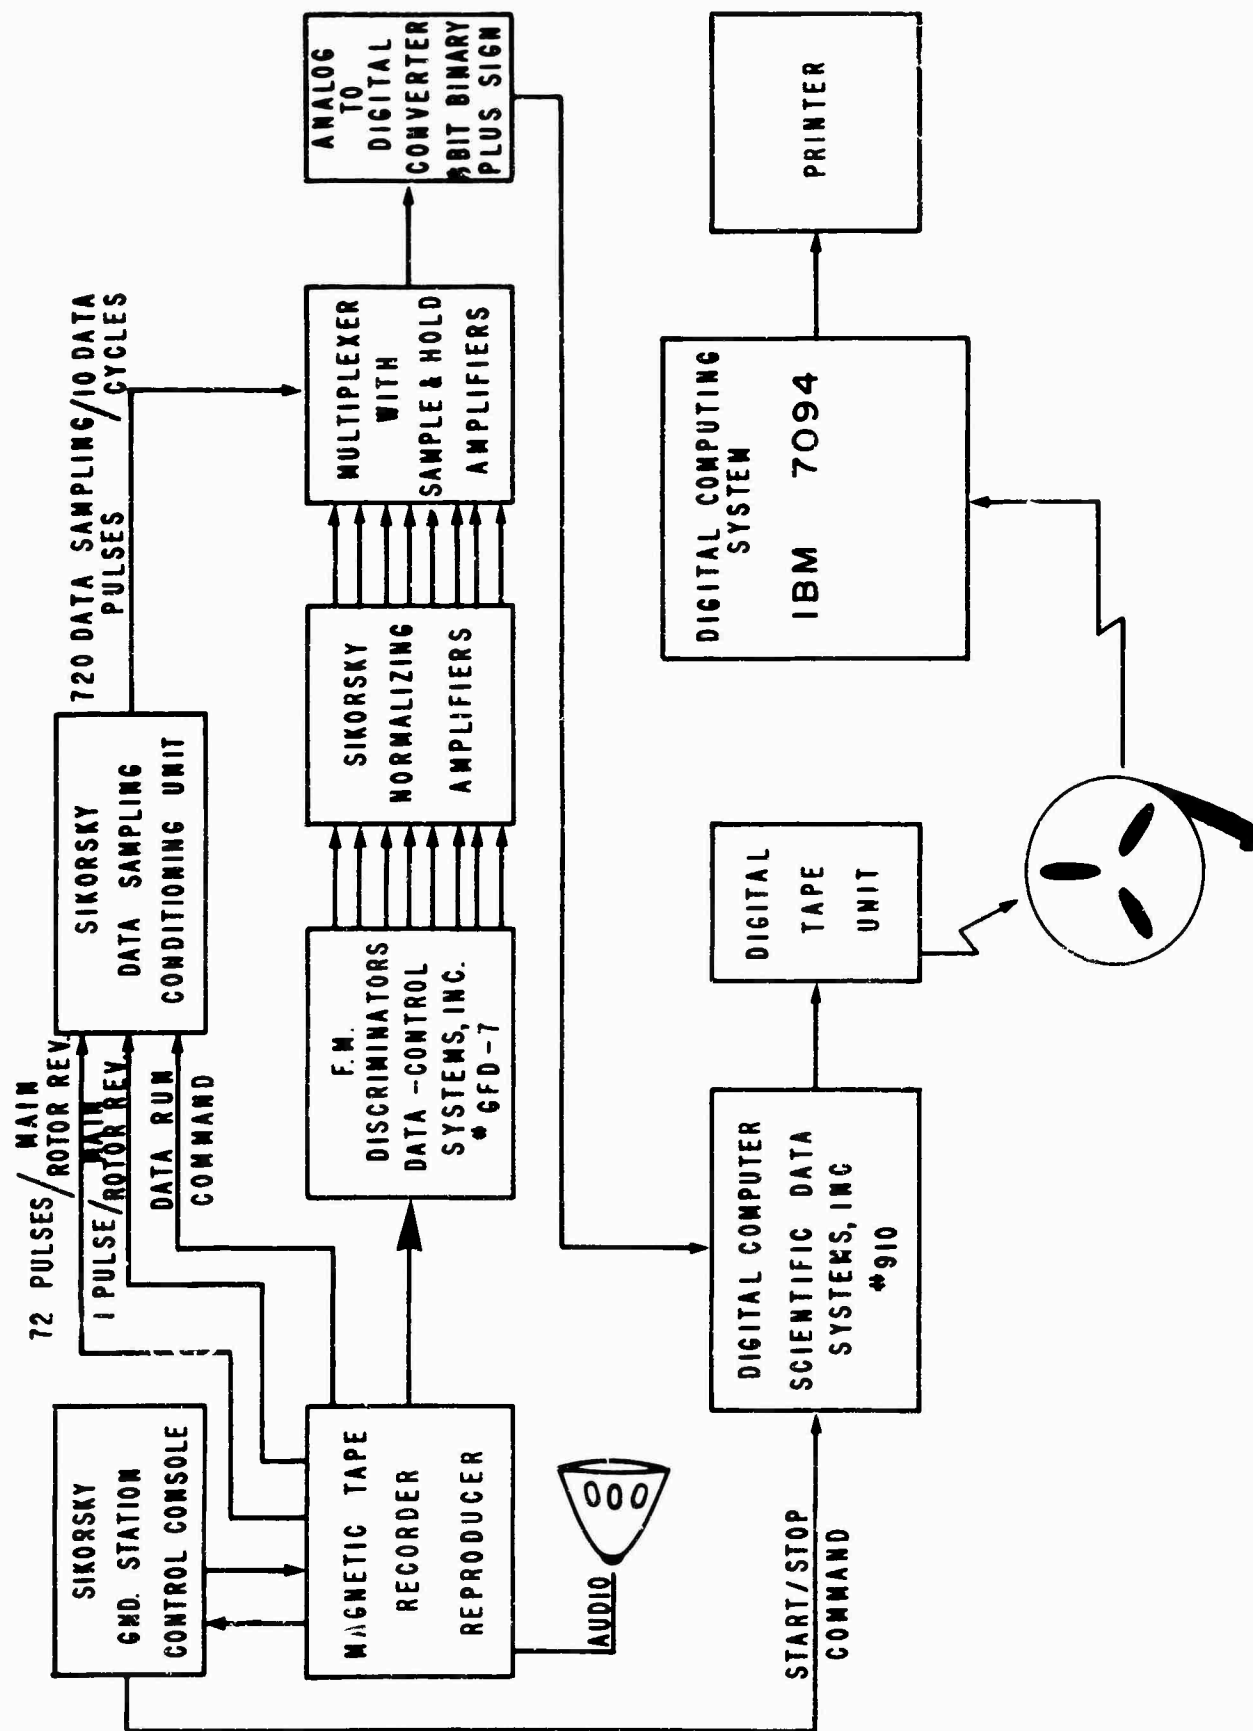 SIKORSKY
GND. STATION
CONTROL CONSOLE
72 PULSES/MAIN
ROTOR REV.
1 PULSE/MAIN
ROTOR REV.
DATA RUN
COMMAND
SIKORSKY
DATA SAMPLING
CONDITIONING UNIT
720 DATA SAMPLING/10 DATA
PULSES / CYCLES
MAGNETIC TAPE
RECORDER
REPRODUCER
F.M.
DISCRIMINATORS
DATA-CONTROL
SYSTEMS, INC.
# GFD-7
SIKORSKY
NORMALIZING
AMPLIFIERS
MULTIPLEXER
WITH
SAMPLE & HOLD
AMPLIFIERS
ANALOG
TO
DIGITAL
CONVERTER
BIT BINARY
PLUS SIGN
AUDIO
START/STOP
COMMAND
DIGITAL COMPUTER
SCIENTIFIC DATA
SYSTEMS, INC
#910
DIGITAL
TAPE
UNIT
DIGITAL COMPUTING
SYSTEM
IBM 7094
PRINTER